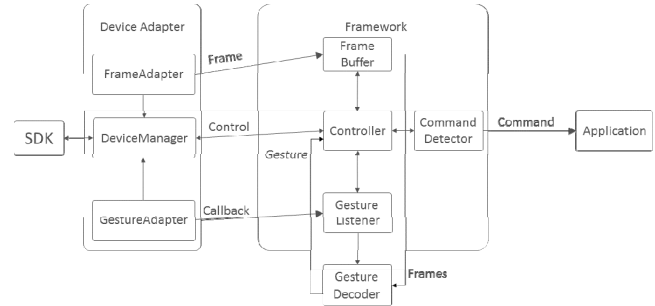 Device Adapter
Framework
Frame
Frame
Buffer
FrameAdapter
SDK
DeviceManager
Control
Controller
Command
Detector
Command
Application
Gesture
GestureAdapter
Callback
Gesture
Listener
Gesture
Decoder
Frames